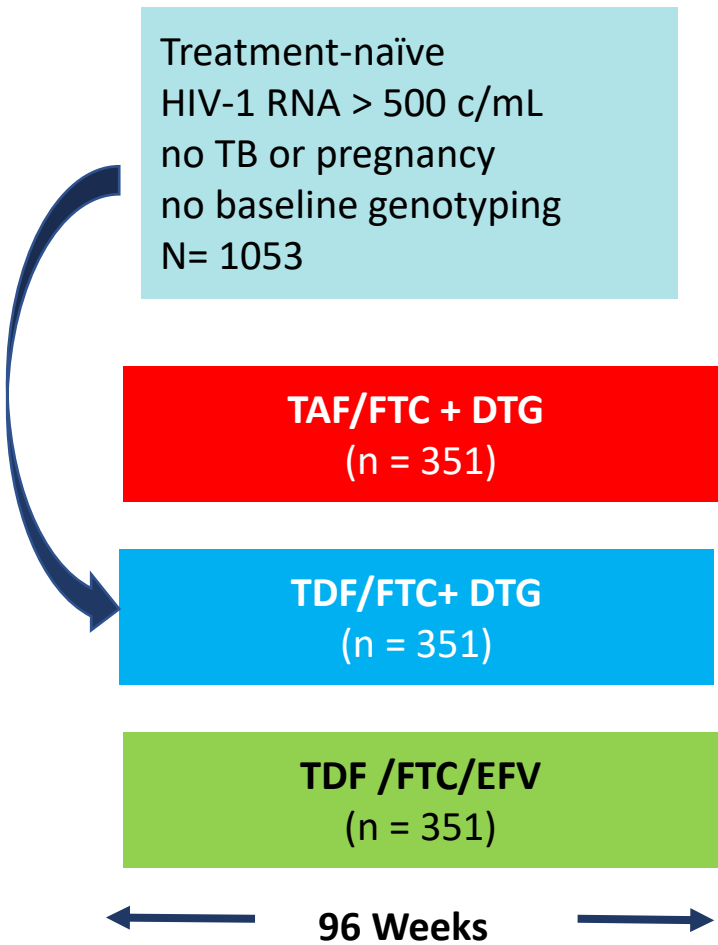 Treatment-naïve
HIV-1 RNA > 500 c/mL
no TB or pregnancy
no baseline genotyping
N= 1053
TAF/FTC + DTG
(n = 351)
TDF/FTC+ DTG
(n = 351)
TDF /FTC/EFV
(n = 351)
96 Weeks